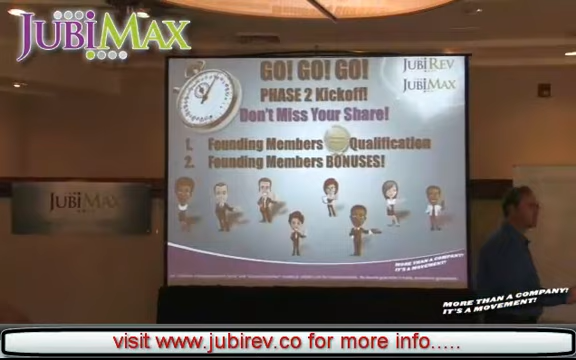 JUBIMAX
GO! GO! GO!
PHASE 2 Kickoff!
Don't Miss Your Share!
1. Founding Members Qualification
2. Founding Members BONUSES!
JUBIREV
JUBIMAX
JUBIMAX
MORE THAN A COMPANY!
IT'S A MOVEMENT!
MORE THAN A COMPANY!
IT'S A MOVEMENT!
visit www.jubirev.co for more info.....